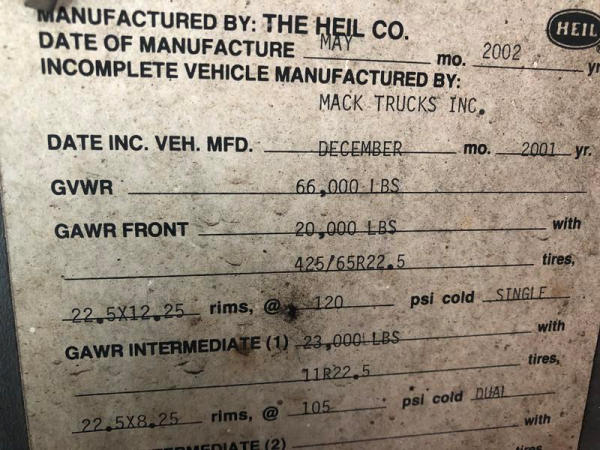 MANUFACTURED BY: THE HEIL CO. HEIL
DATE OF MANUFACTURE MAY mo. 2002 yr
INCOMPLETE VEHICLE MANUFACTURED BY:
MACK TRUCKS INC.
DATE INC. VEH. MFD. DECEMBER mo. 2001 yr.
GVWR 66,000 LBS
GAWR FRONT 20,000 LBS with
425/65R22.5 tires,
22.5X12.25 rims, @ 120 psi cold SINGLE
GAWR INTERMEDIATE (1) 23,000 LBS with
11R22.5 tires,
22.5X8.25 rims, @ 105 psi cold DUAL
TERMEDIATE (2) with
tires